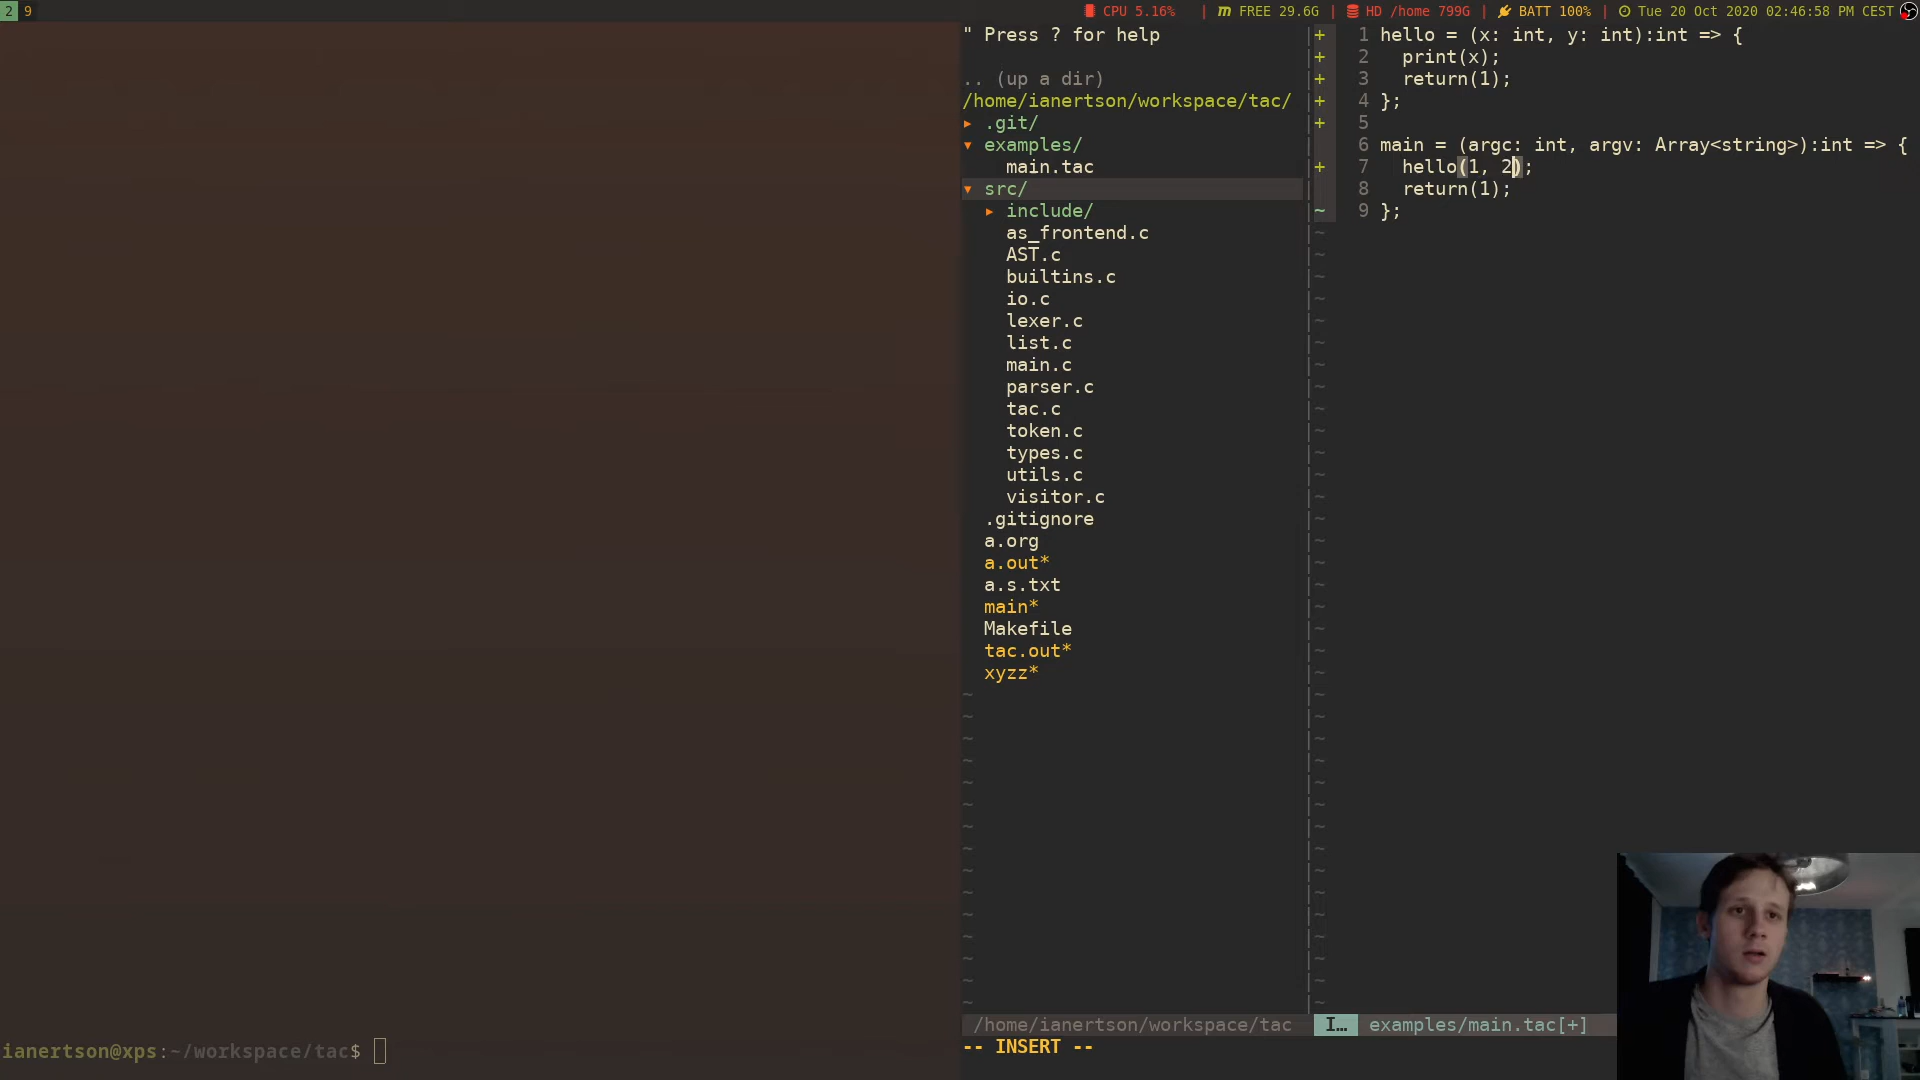 2 9
CPU 5.16% | FREE 29.6G | HD /home 799G | BATT 100% | Tue 20 Oct 2020 02:46:58 PM CEST
" Press ? for help
.. (up a dir)
/home/ianertson/workspace/tac/
▸ .git/
▾ examples/
main.tac
▾ src/
▸ include/
as_frontend.c
AST.c
builtins.c
io.c
lexer.c
list.c
main.c
parser.c
tac.c
token.c
types.c
utils.c
visitor.c
.gitignore
a.org
a.out*
a.s.txt
main*
Makefile
tac.out*
xyzz*
/home/ianertson/workspace/tac
-- INSERT --
+ 1 hello = (x: int, y: int):int => {
+ 2 print(x);
+ 3 return(1);
+ 4 };
+ 5
6 main = (argc: int, argv: Array<string>):int => {
+ 7 hello(1, 2);
8 return(1);
~ 9 };
I… examples/main.tac[+]
ianertson@xps:~/workspace/tac$